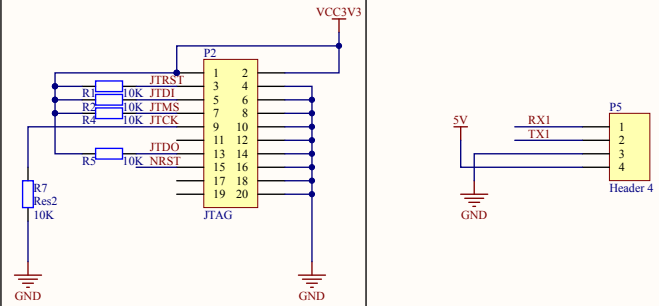 VCC3V3
P2
1 2
JTRST
3 4
R1 10K JTDI
5 6
R2 10K JTMS
7 8
R4 10K JTCK
9 10
11 12
JTDO
13 14
R5 10K NRST
15 16
17 18
19 20
JTAG
R7
Res2
10K
GND
GND
P5
5V
RX1
1
TX1
2
3
4
Header 4
GND